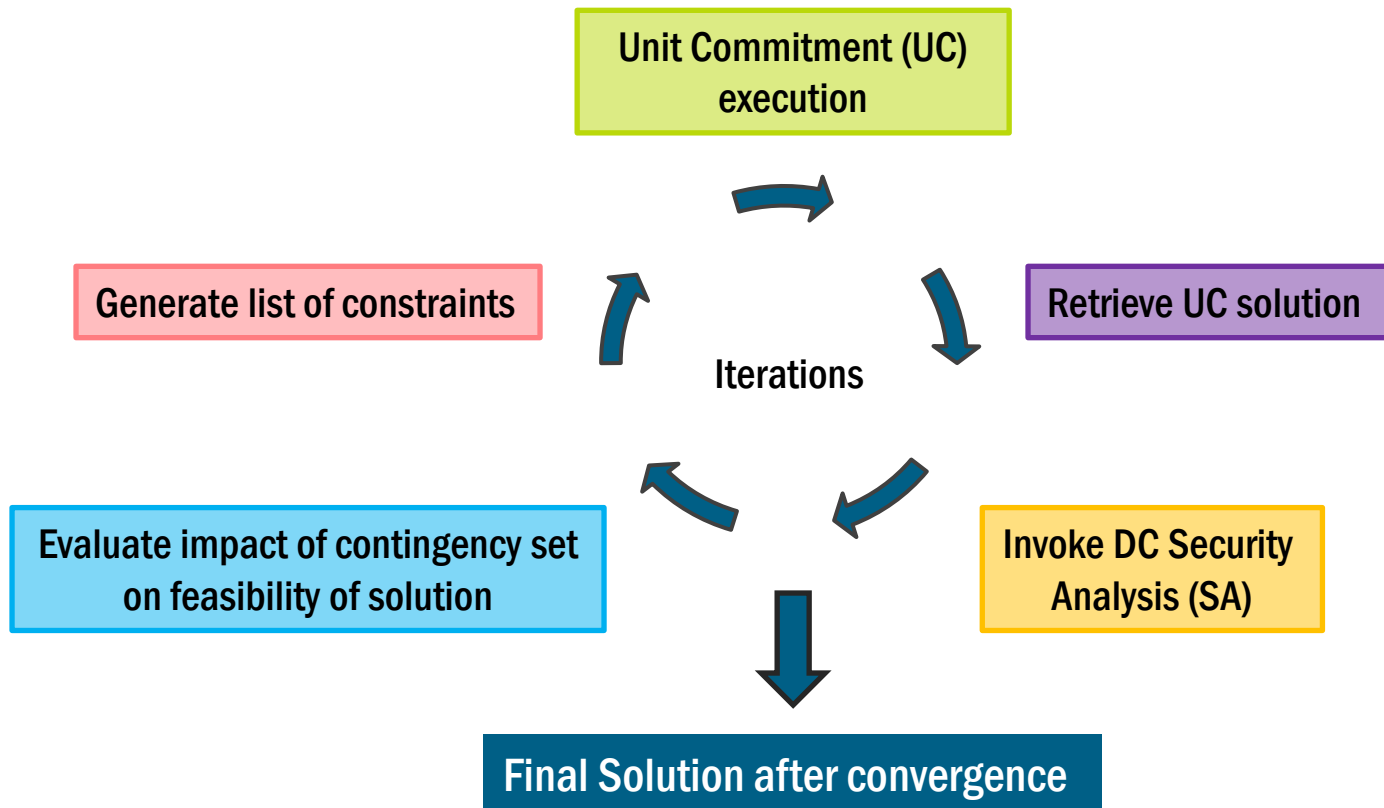 Unit Commitment (UC)
execution
Generate list of constraints
Retrieve UC solution
Iterations
Evaluate impact of contingency set
on feasibility of solution
Invoke DC Security
Analysis (SA)
Final Solution after convergence